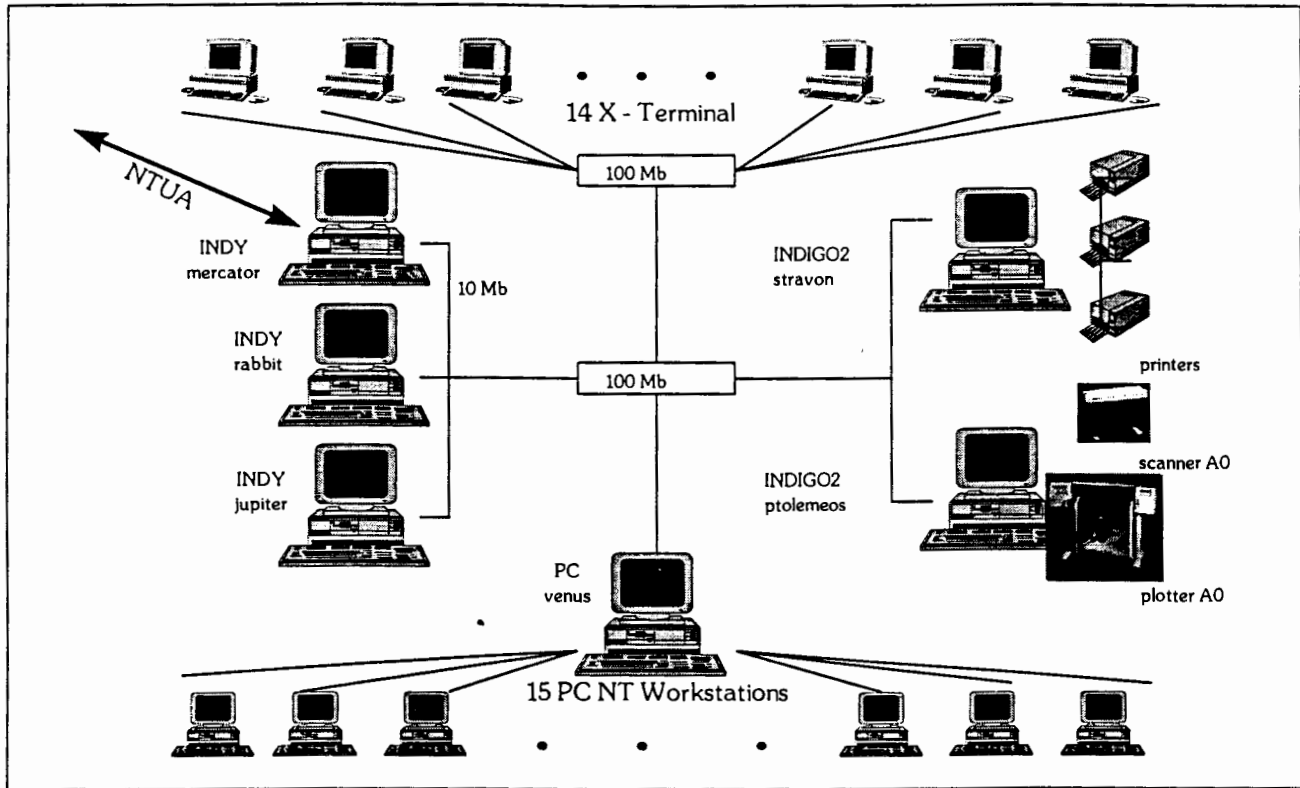 14 X - Terminal
100 Mb
NTUA
INDY
mercator
10 Mb
INDIGO2
stravon
INDY
rabbit
100 Mb
printers
INDY
jupiter
INDIGO2
ptolemeos
scanner A0
PC
venus
plotter A0
15 PC NT Workstations